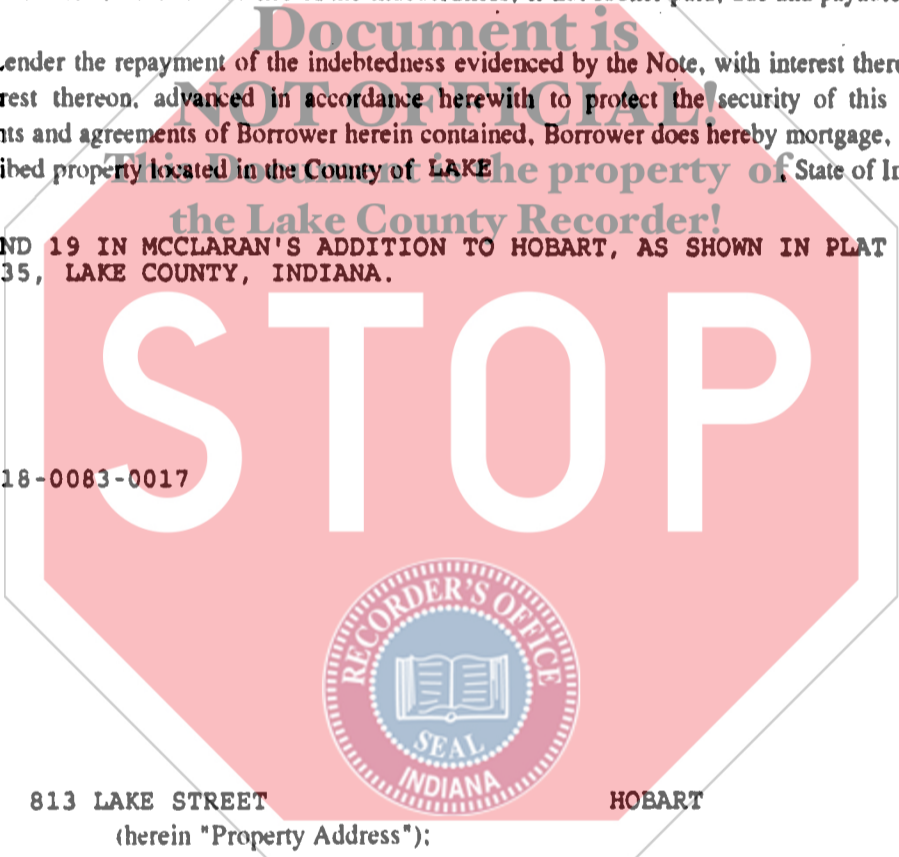 Document is
.ender the repayment of the indebtedness evidenced by the Note, with interest
rest thereon, advanced in accordance herewith to protect the security of this
NOT OFFICIAL!
nts and agreements of Borrower herein contained, Borrower does hereby mortgage,
ibed property located in the County of LAKE , State of In
This Document is the property of
the Lake County Recorder!
ND 19 IN MCCLARAN'S ADDITION TO HOBART, AS SHOWN IN PLAT
35, LAKE COUNTY, INDIANA.
STOP
18-0083-0017
RECORDER'S OFFICE
SEAL
INDIANA
813 LAKE STREET HOBART
(herein "Property Address");